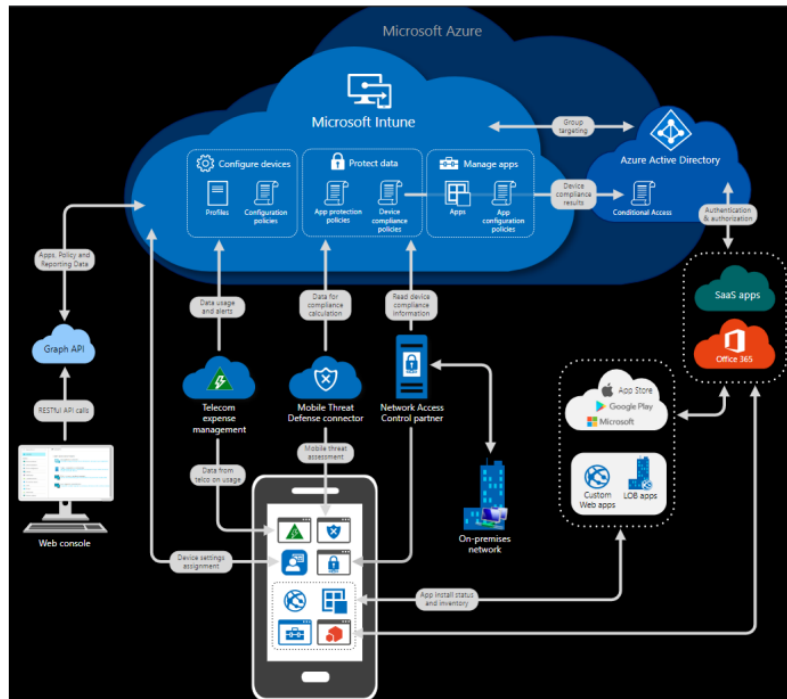 Microsoft Azure
Microsoft Intune
Group
targeting
Azure Active Directory
Configure devices
Protect data
Manage apps
Profiles
Configuration
policies
App protection
policies
Device
compliance
policies
Apps
App
configuration
policies
Device
compliance
results
Conditional Access
Authentication
& authorization
Apps, Policy and
Reporting Data
Data usage
and alerts
Data for
compliance
calculation
Read device
compliance
information
SaaS apps
Office 365
Graph API
Telecom
expense
management
Mobile Threat
Defense connector
Network Access
Control partner
App Store
Google Play
Microsoft
RESTful API calls
Mobile threat
assessment
Data from
telco on usage
Custom
Web apps
LOB apps
Web console
On-premises
network
Device settings
assignment
App install status
and inventory